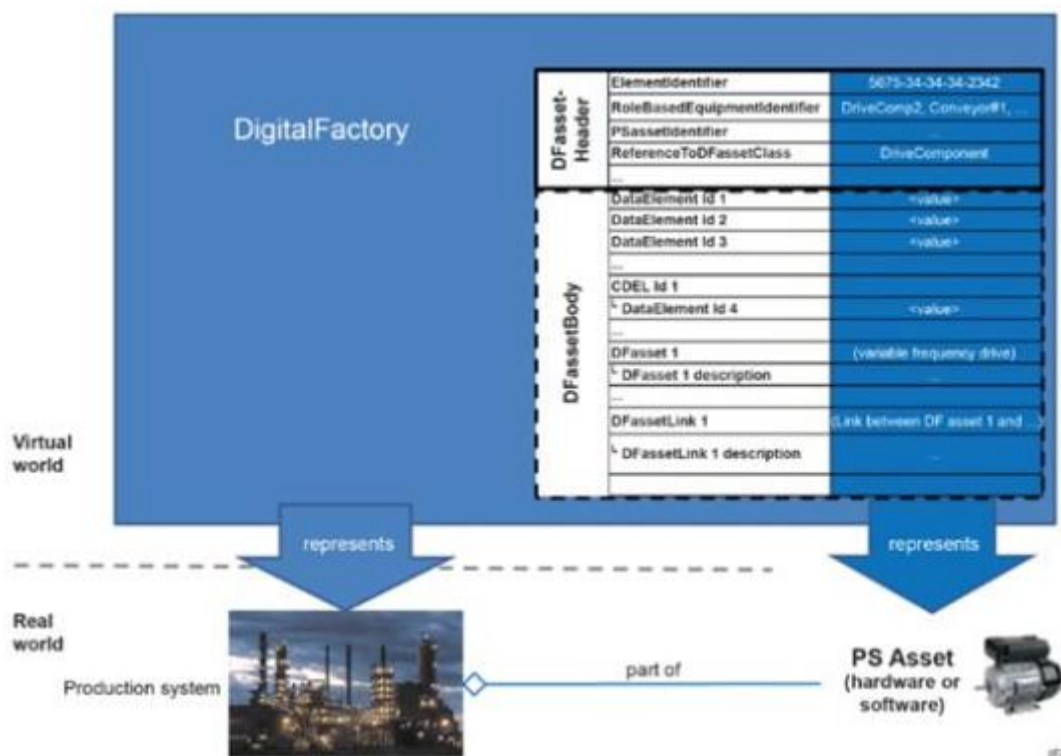 DigitalFactory
DFasset-
Header
ElementIdentifier 5675-34-34-34-2342
RoleBasedEquipmentIdentifier DriveComp2, Conveyor#1, ...
PSassetIdentifier ...
ReferenceToDFassetClass DriveComponent
...
DFassetBody
DataElement Id 1 <value>
DataElement Id 2 <value>
DataElement Id 3 <value>
...
CDEL Id 1
└ DataElement Id 4 <value>
...
DFasset 1 (variable frequency drive)
└ DFasset 1 description ...
...
DFassetLink 1 (Link between DF asset 1 and ...)
└ DFassetLink 1 description ...
Virtual
world
represents
represents
Real
world
Production system
part of
PS Asset
(hardware or
software)